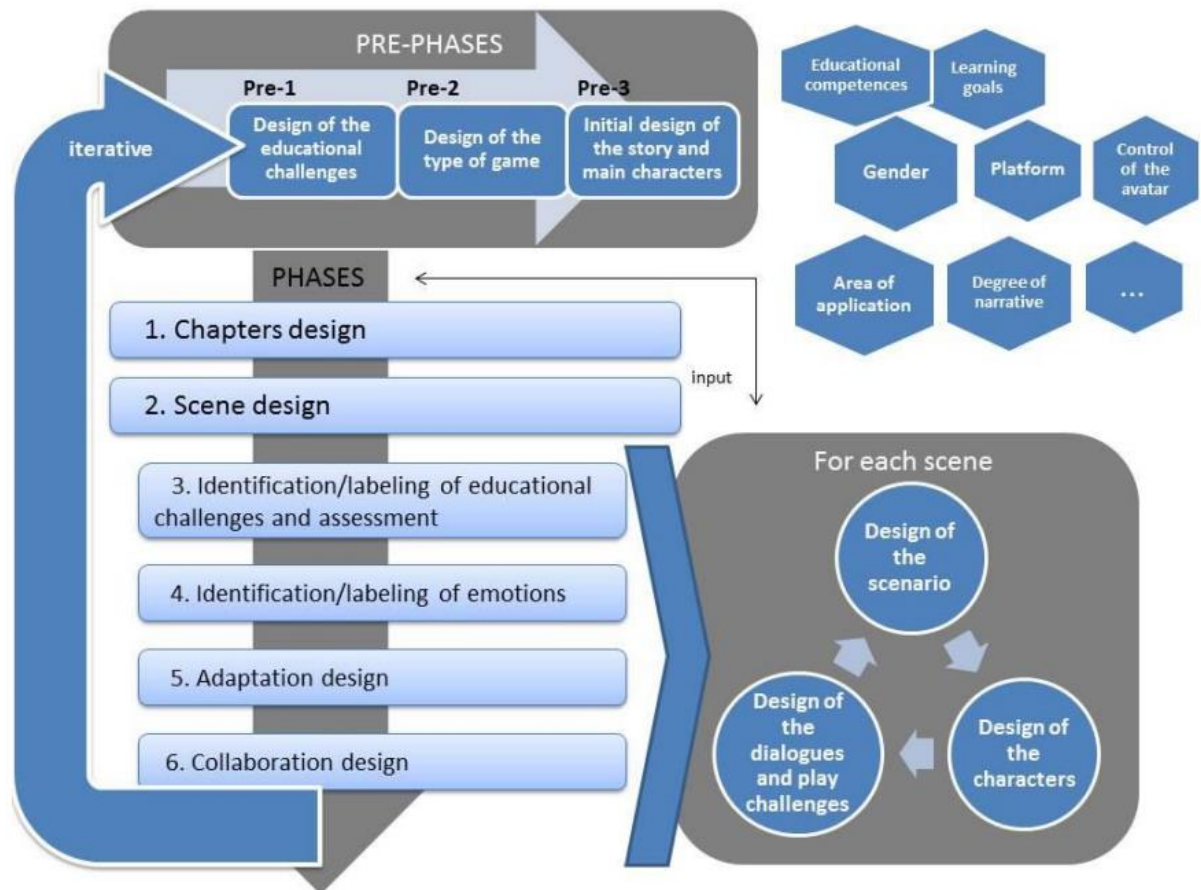 PRE-PHASES
Pre-1
Pre-2
Pre-3
iterative
Design of the
educational
challenges
Design of the
type of game
Initial design of
the story and
main characters
Educational
competences
Learning
goals
Gender
Platform
Control
of the
avatar
Area of
application
Degree of
narrative
...
PHASES
1. Chapters design
2. Scene design
input
3. Identification/labeling of educational
challenges and assessment
4. Identification/labeling of emotions
5. Adaptation design
6. Collaboration design
For each scene
Design of
the
scenario
Design of
the
dialogues
and play
challenges
Design of
the
characters